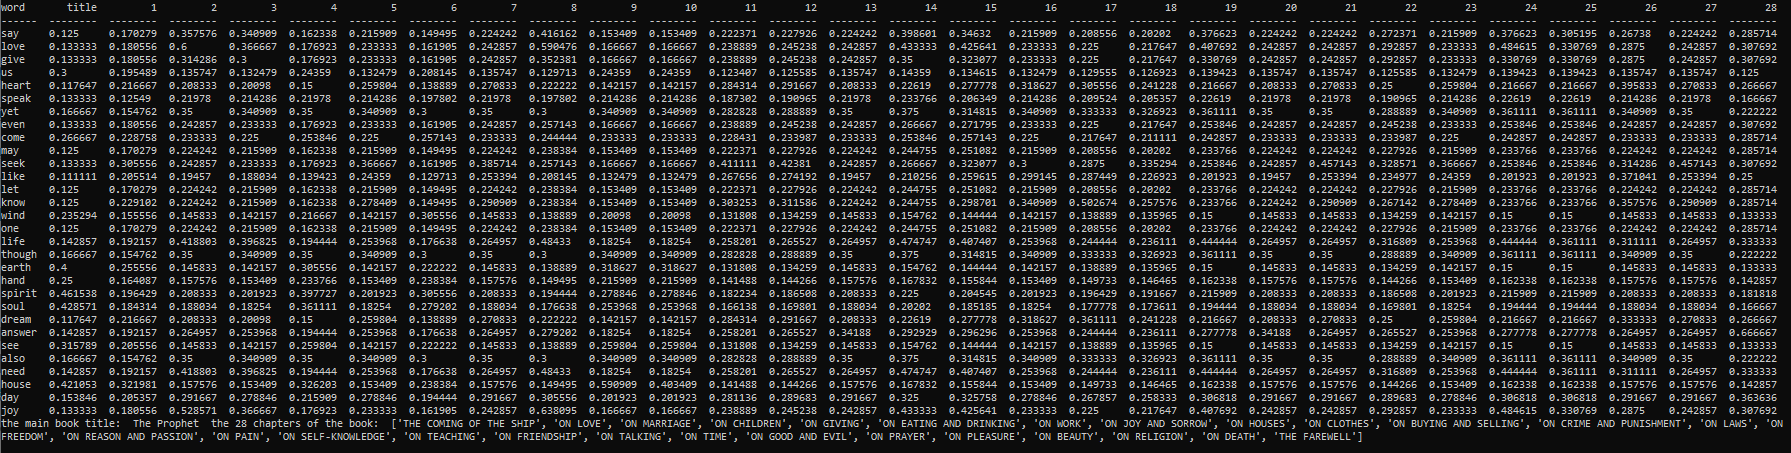 word title 1 2 3 4 5 6 7 8 9 10 11 12 13 14 15 16 17 18 19 20 21 22 23 24 25 26 27 28
------ -------- -------- -------- -------- -------- -------- -------- -------- -------- -------- -------- -------- -------- -------- -------- -------- -------- -------- -------- -------- -------- -------- -------- -------- -------- -------- -------- -------- --------
say 0.125 0.170279 0.357576 0.340909 0.162338 0.215909 0.149495 0.224242 0.416162 0.153409 0.153409 0.222371 0.227926 0.224242 0.398601 0.34632 0.215909 0.208556 0.20202 0.376623 0.224242 0.224242 0.272371 0.215909 0.376623 0.305195 0.26738 0.224242 0.285714
love 0.133333 0.180556 0.6 0.366667 0.176923 0.233333 0.161905 0.242857 0.590476 0.166667 0.166667 0.238889 0.245238 0.242857 0.433333 0.425641 0.233333 0.225 0.217647 0.407692 0.242857 0.242857 0.292857 0.233333 0.484615 0.330769 0.2875 0.242857 0.307692
give 0.133333 0.180556 0.314286 0.3 0.176923 0.233333 0.161905 0.242857 0.352381 0.166667 0.166667 0.238889 0.245238 0.242857 0.35 0.323077 0.233333 0.225 0.217647 0.330769 0.242857 0.242857 0.292857 0.233333 0.330769 0.330769 0.2875 0.242857 0.307692
us 0.3 0.195489 0.135747 0.132479 0.24359 0.132479 0.208145 0.135747 0.129713 0.24359 0.24359 0.123407 0.125585 0.135747 0.14359 0.134615 0.132479 0.129555 0.126923 0.139423 0.135747 0.135747 0.125585 0.132479 0.139423 0.139423 0.135747 0.135747 0.125
heart 0.117647 0.216667 0.208333 0.20098 0.15 0.259804 0.138889 0.270833 0.222222 0.142157 0.142157 0.284314 0.291667 0.208333 0.22619 0.277778 0.318627 0.305556 0.241228 0.216667 0.208333 0.270833 0.25 0.259804 0.216667 0.216667 0.395833 0.270833 0.266667
speak 0.133333 0.12549 0.21978 0.214286 0.21978 0.214286 0.197802 0.21978 0.197802 0.214286 0.214286 0.187302 0.190965 0.21978 0.233766 0.206349 0.214286 0.209524 0.205357 0.22619 0.21978 0.21978 0.190965 0.214286 0.22619 0.22619 0.214286 0.21978 0.166667
yet 0.166667 0.154762 0.35 0.340909 0.35 0.340909 0.3 0.35 0.3 0.340909 0.340909 0.282828 0.288889 0.35 0.375 0.314815 0.340909 0.333333 0.326923 0.361111 0.35 0.35 0.288889 0.340909 0.361111 0.361111 0.340909 0.35 0.222222
even 0.133333 0.180556 0.242857 0.233333 0.176923 0.233333 0.161905 0.242857 0.257143 0.166667 0.166667 0.238889 0.245238 0.242857 0.266667 0.271795 0.233333 0.225 0.217647 0.253846 0.242857 0.242857 0.245238 0.233333 0.253846 0.253846 0.242857 0.242857 0.307692
come 0.266667 0.228758 0.233333 0.225 0.253846 0.225 0.257143 0.233333 0.244444 0.233333 0.233333 0.228431 0.233987 0.233333 0.253846 0.257143 0.225 0.217647 0.211111 0.242857 0.233333 0.233333 0.233987 0.225 0.242857 0.242857 0.233333 0.233333 0.285714
may 0.125 0.170279 0.224242 0.215909 0.162338 0.215909 0.149495 0.224242 0.238384 0.153409 0.153409 0.222371 0.227926 0.224242 0.244755 0.251082 0.215909 0.208556 0.20202 0.233766 0.224242 0.224242 0.227926 0.215909 0.233766 0.233766 0.224242 0.224242 0.285714
seek 0.133333 0.305556 0.242857 0.233333 0.176923 0.366667 0.161905 0.385714 0.257143 0.166667 0.166667 0.411111 0.42381 0.242857 0.266667 0.323077 0.3 0.2875 0.335294 0.253846 0.242857 0.457143 0.328571 0.366667 0.253846 0.253846 0.314286 0.457143 0.307692
like 0.111111 0.205514 0.19457 0.188034 0.139423 0.24359 0.129713 0.253394 0.208145 0.132479 0.132479 0.267656 0.274192 0.19457 0.210256 0.259615 0.299145 0.287449 0.226923 0.201923 0.19457 0.253394 0.234977 0.24359 0.201923 0.201923 0.371041 0.253394 0.25
let 0.125 0.170279 0.224242 0.215909 0.162338 0.215909 0.149495 0.224242 0.238384 0.153409 0.153409 0.222371 0.227926 0.224242 0.244755 0.251082 0.215909 0.208556 0.20202 0.233766 0.224242 0.224242 0.227926 0.215909 0.233766 0.233766 0.224242 0.224242 0.285714
know 0.125 0.229102 0.224242 0.215909 0.162338 0.278409 0.149495 0.290909 0.238384 0.153409 0.153409 0.303251 0.311586 0.224242 0.244755 0.298701 0.340909 0.502674 0.257576 0.233766 0.224242 0.290909 0.267142 0.278409 0.233766 0.233766 0.357576 0.290909 0.285714
wind 0.235294 0.155556 0.145833 0.142157 0.216667 0.142157 0.305556 0.145833 0.138889 0.20098 0.20098 0.131808 0.134259 0.145833 0.154762 0.144444 0.142157 0.138889 0.135965 0.15 0.145833 0.145833 0.134259 0.142157 0.15 0.15 0.145833 0.145833 0.133333
one 0.125 0.170279 0.224242 0.215909 0.162338 0.215909 0.149495 0.224242 0.238384 0.153409 0.153409 0.222371 0.227926 0.224242 0.244755 0.251082 0.215909 0.208556 0.20202 0.233766 0.224242 0.224242 0.227926 0.215909 0.233766 0.233766 0.224242 0.224242 0.285714
life 0.142857 0.192157 0.418803 0.396825 0.194444 0.253968 0.176638 0.264957 0.48433 0.18254 0.18254 0.258201 0.265527 0.264957 0.474747 0.407407 0.253968 0.244444 0.236111 0.444444 0.264957 0.264957 0.316809 0.253968 0.444444 0.361111 0.311111 0.264957 0.333333
though 0.166667 0.154762 0.35 0.340909 0.35 0.340909 0.3 0.35 0.3 0.340909 0.340909 0.282828 0.288889 0.35 0.375 0.314815 0.340909 0.333333 0.326923 0.361111 0.35 0.35 0.288889 0.340909 0.361111 0.361111 0.340909 0.35 0.222222
earth 0.4 0.255556 0.145833 0.142157 0.305556 0.142157 0.222222 0.145833 0.138889 0.318627 0.318627 0.131808 0.134259 0.145833 0.154762 0.144444 0.142157 0.138889 0.135965 0.15 0.145833 0.145833 0.134259 0.142157 0.15 0.15 0.145833 0.145833 0.133333
hand 0.25 0.164087 0.157576 0.153409 0.233766 0.153409 0.238384 0.157576 0.149495 0.215909 0.215909 0.141488 0.144266 0.157576 0.167832 0.155844 0.153409 0.149733 0.146465 0.162338 0.157576 0.157576 0.144266 0.153409 0.162338 0.162338 0.157576 0.157576 0.142857
spirit 0.461538 0.196429 0.208333 0.201923 0.397727 0.201923 0.305556 0.208333 0.194444 0.278846 0.278846 0.182234 0.186508 0.208333 0.225 0.204545 0.201923 0.196429 0.191667 0.215909 0.208333 0.208333 0.186508 0.201923 0.215909 0.215909 0.208333 0.208333 0.181818
soul 0.428571 0.184314 0.188034 0.18254 0.361111 0.18254 0.279202 0.188034 0.176638 0.253968 0.253968 0.166138 0.169801 0.188034 0.20202 0.185185 0.18254 0.177778 0.173611 0.194444 0.188034 0.188034 0.169801 0.18254 0.194444 0.194444 0.188034 0.188034 0.166667
dream 0.117647 0.216667 0.208333 0.20098 0.15 0.259804 0.138889 0.270833 0.222222 0.142157 0.142157 0.284314 0.291667 0.208333 0.22619 0.277778 0.318627 0.361111 0.241228 0.216667 0.208333 0.270833 0.25 0.259804 0.216667 0.216667 0.333333 0.270833 0.266667
answer 0.142857 0.192157 0.264957 0.253968 0.194444 0.253968 0.176638 0.264957 0.279202 0.18254 0.18254 0.258201 0.265527 0.34188 0.292929 0.296296 0.253968 0.244444 0.236111 0.277778 0.34188 0.264957 0.265527 0.253968 0.277778 0.277778 0.264957 0.264957 0.666667
see 0.315789 0.205556 0.145833 0.142157 0.259804 0.142157 0.222222 0.145833 0.138889 0.259804 0.259804 0.131808 0.134259 0.145833 0.154762 0.144444 0.142157 0.138889 0.135965 0.15 0.145833 0.145833 0.134259 0.142157 0.15 0.15 0.145833 0.145833 0.133333
also 0.166667 0.154762 0.35 0.340909 0.35 0.340909 0.3 0.35 0.3 0.340909 0.340909 0.282828 0.288889 0.35 0.375 0.314815 0.340909 0.333333 0.326923 0.361111 0.35 0.35 0.288889 0.340909 0.361111 0.361111 0.340909 0.35 0.222222
need 0.142857 0.192157 0.418803 0.396825 0.194444 0.253968 0.176638 0.264957 0.48433 0.18254 0.18254 0.258201 0.265527 0.264957 0.474747 0.407407 0.253968 0.244444 0.236111 0.444444 0.264957 0.264957 0.316809 0.253968 0.444444 0.361111 0.311111 0.264957 0.333333
house 0.421053 0.321981 0.157576 0.153409 0.326203 0.153409 0.238384 0.157576 0.149495 0.590909 0.403409 0.141488 0.144266 0.157576 0.167832 0.155844 0.153409 0.149733 0.146465 0.162338 0.157576 0.157576 0.144266 0.153409 0.162338 0.162338 0.157576 0.157576 0.142857
day 0.153846 0.205357 0.291667 0.278846 0.215909 0.278846 0.194444 0.291667 0.305556 0.201923 0.201923 0.281136 0.289683 0.291667 0.325 0.325758 0.278846 0.267857 0.258333 0.306818 0.291667 0.291667 0.289683 0.278846 0.306818 0.306818 0.291667 0.291667 0.363636
joy 0.133333 0.180556 0.528571 0.366667 0.176923 0.233333 0.161905 0.242857 0.638095 0.166667 0.166667 0.238889 0.245238 0.242857 0.433333 0.425641 0.233333 0.225 0.217647 0.407692 0.242857 0.242857 0.292857 0.233333 0.484615 0.330769 0.2875 0.242857 0.307692
the main book title:  The Prophet  the 28 chapters of the book:  ['THE COMING OF THE SHIP', 'ON LOVE', 'ON MARRIAGE', 'ON CHILDREN', 'ON GIVING', 'ON EATING AND DRINKING', 'ON WORK', 'ON JOY AND SORROW', 'ON HOUSES', 'ON CLOTHES', 'ON BUYING AND SELLING', 'ON CRIME AND PUNISHMENT', 'ON LAWS', 'ON
FREEDOM', 'ON REASON AND PASSION', 'ON PAIN', 'ON SELF-KNOWLEDGE', 'ON TEACHING', 'ON FRIENDSHIP', 'ON TALKING', 'ON TIME', 'ON GOOD AND EVIL', 'ON PRAYER', 'ON PLEASURE', 'ON BEAUTY', 'ON RELIGION', 'ON DEATH', 'THE FAREWELL']